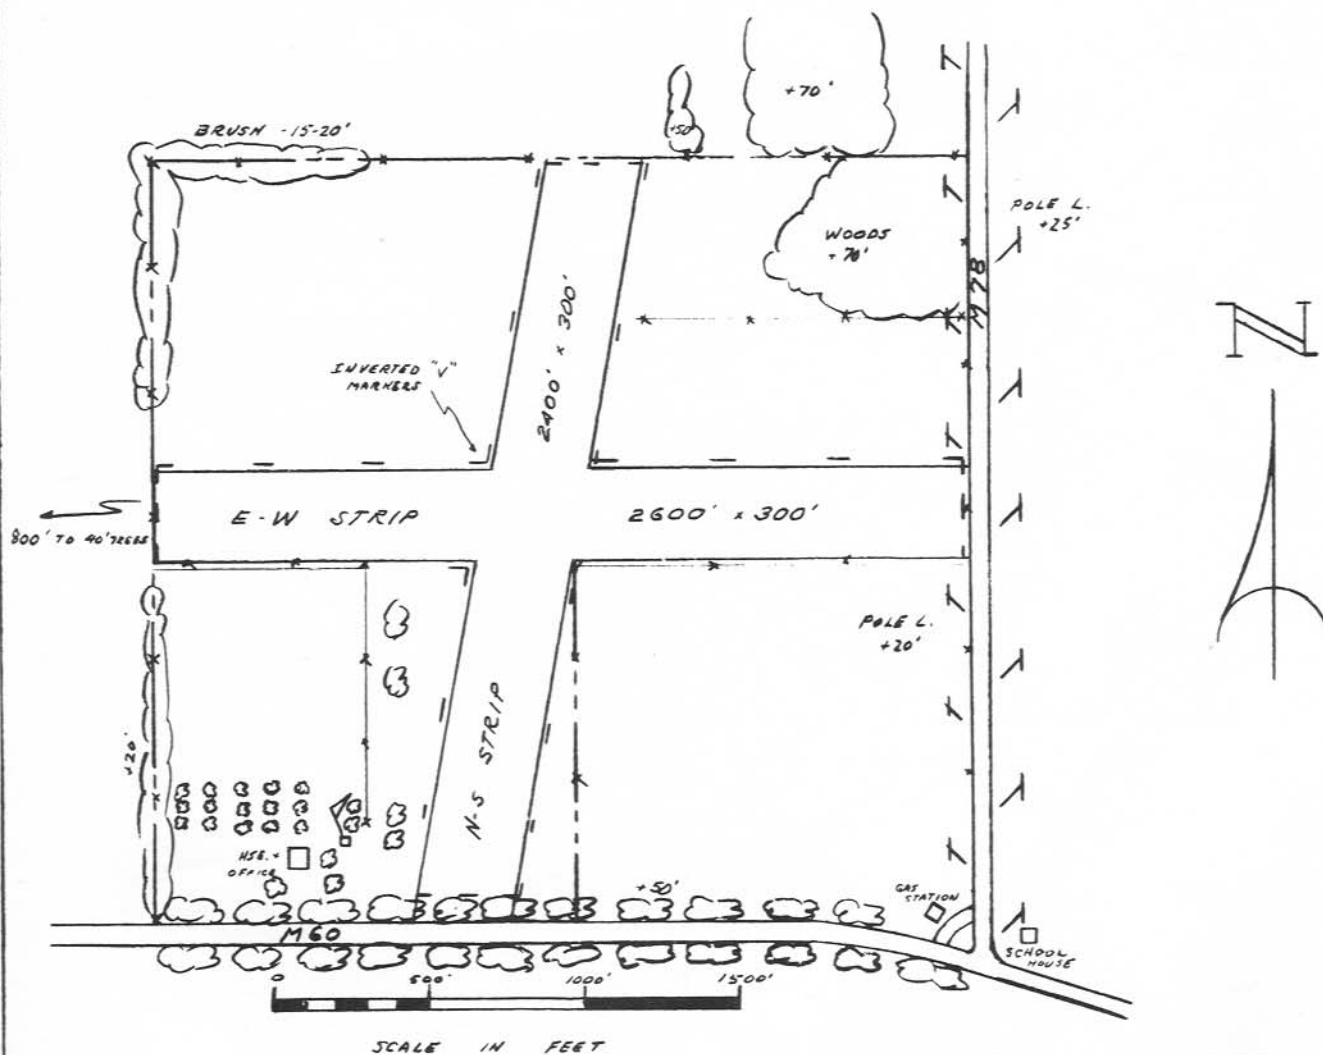 +70'
+50'
BRUSH -15-20'
POLE L.
+25'
WOODS
-70'
M78
N
2400' x 300'
INVERTED "V"
MARKERS
E-W STRIP
2600' x 300'
800' TO 40' TREES
POLE L.
+20'
+20'
N-S STRIP
HSE. +
OFFICE
+50'
GAS
STATION
M60
SCHOOL
HOUSE
0 500' 1000' 1500'
SCALE IN FEET